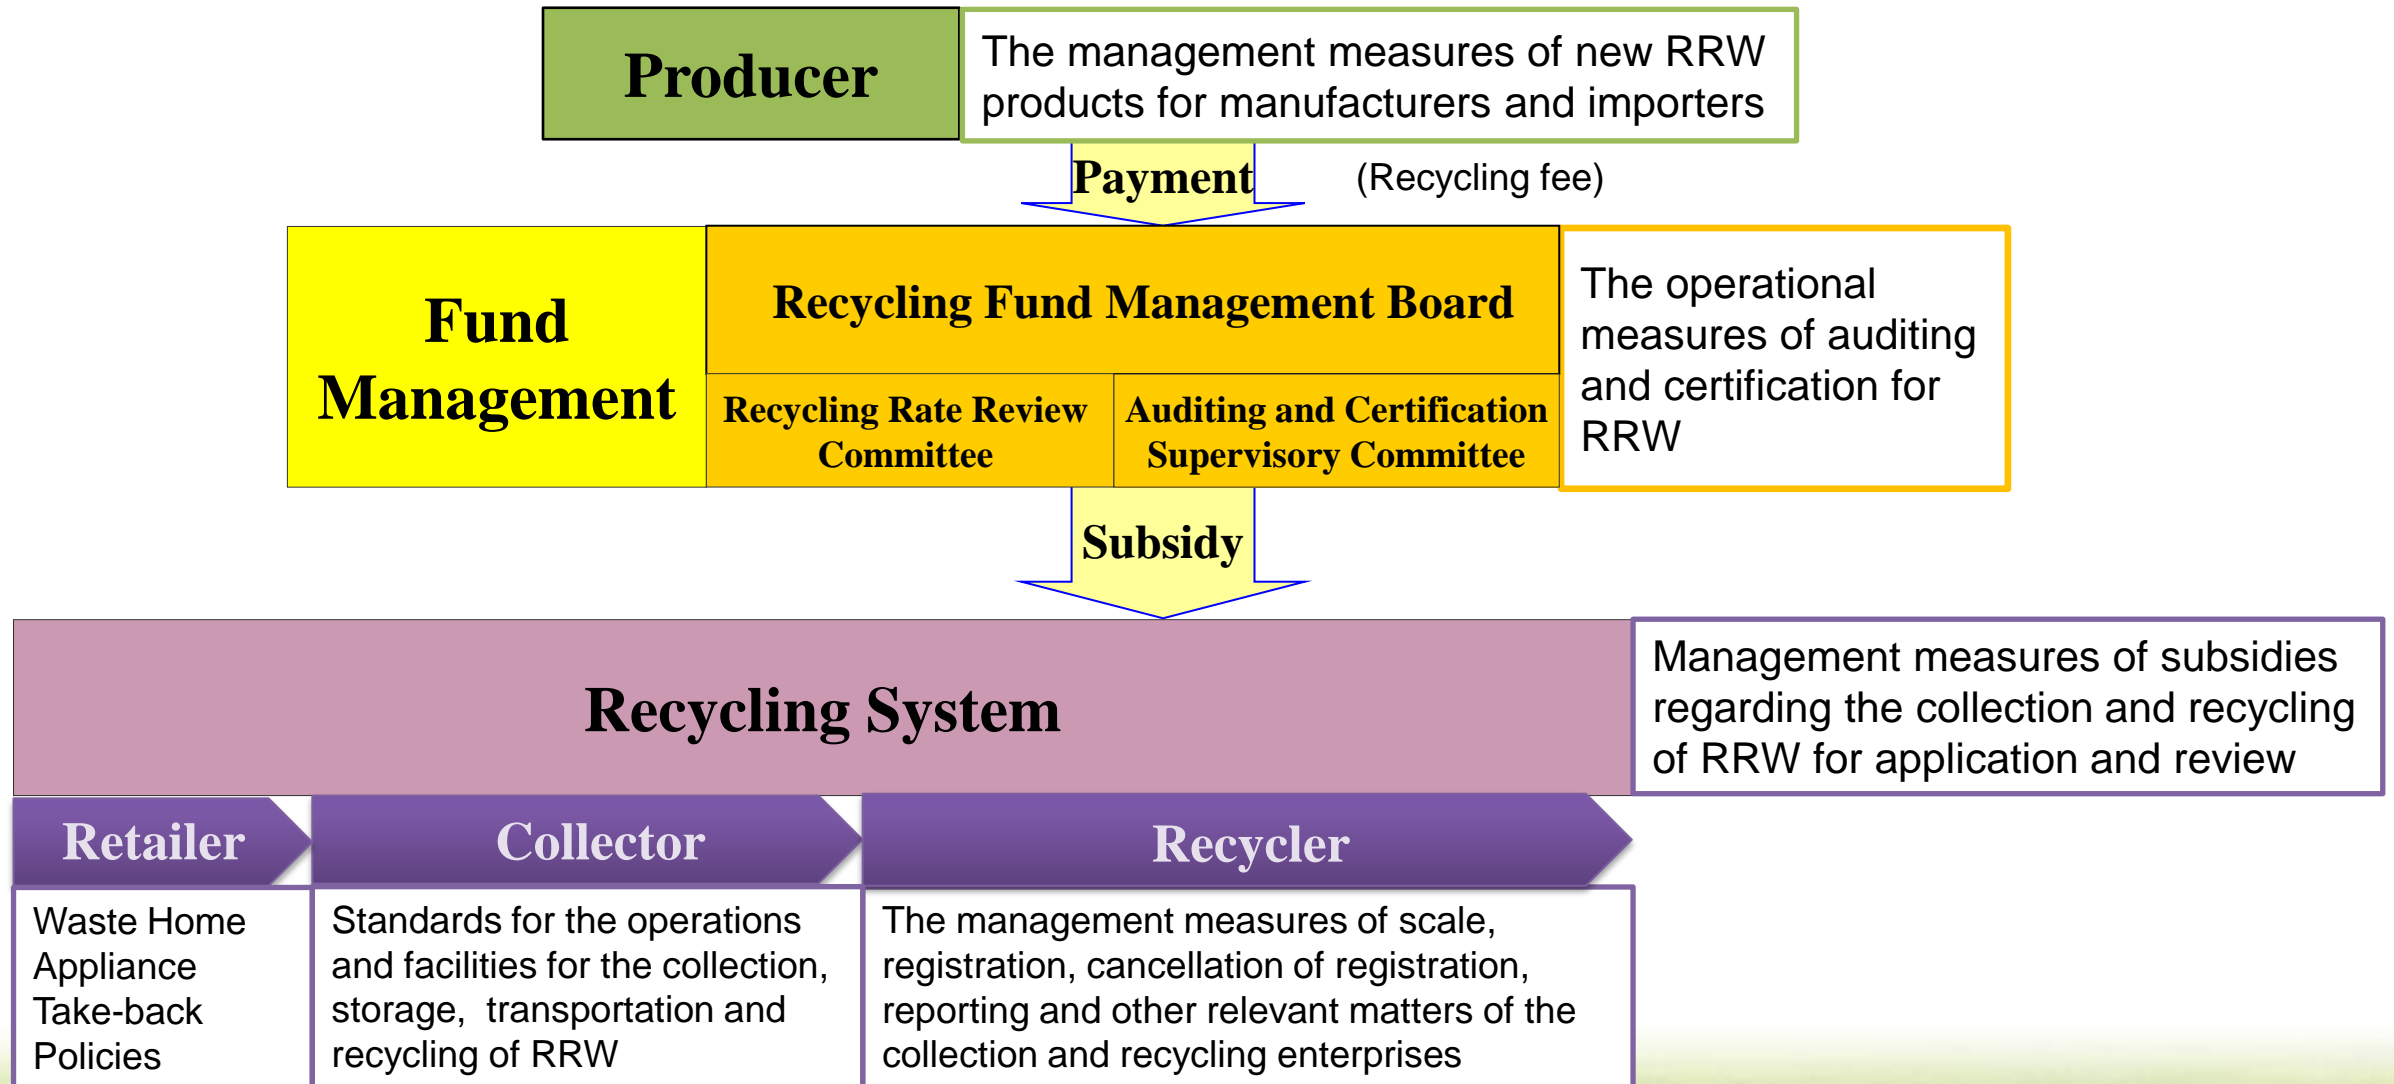 Producer
The management measures of new RRW
products for manufacturers and importers
Payment
(Recycling fee)
Fund
Management
Recycling Fund Management Board
Recycling Rate Review
Committee
Auditing and Certification
Supervisory Committee
The operational
measures of auditing
and certification for
RRW
Subsidy
Recycling System
Management measures of subsidies
regarding the collection and recycling
of RRW for application and review
Retailer
Collector
Recycler
Waste Home
Appliance
Take-back
Policies
Standards for the operations
and facilities for the collection,
storage, transportation and
recycling of RRW
The management measures of scale,
registration, cancellation of registration,
reporting and other relevant matters of the
collection and recycling enterprises